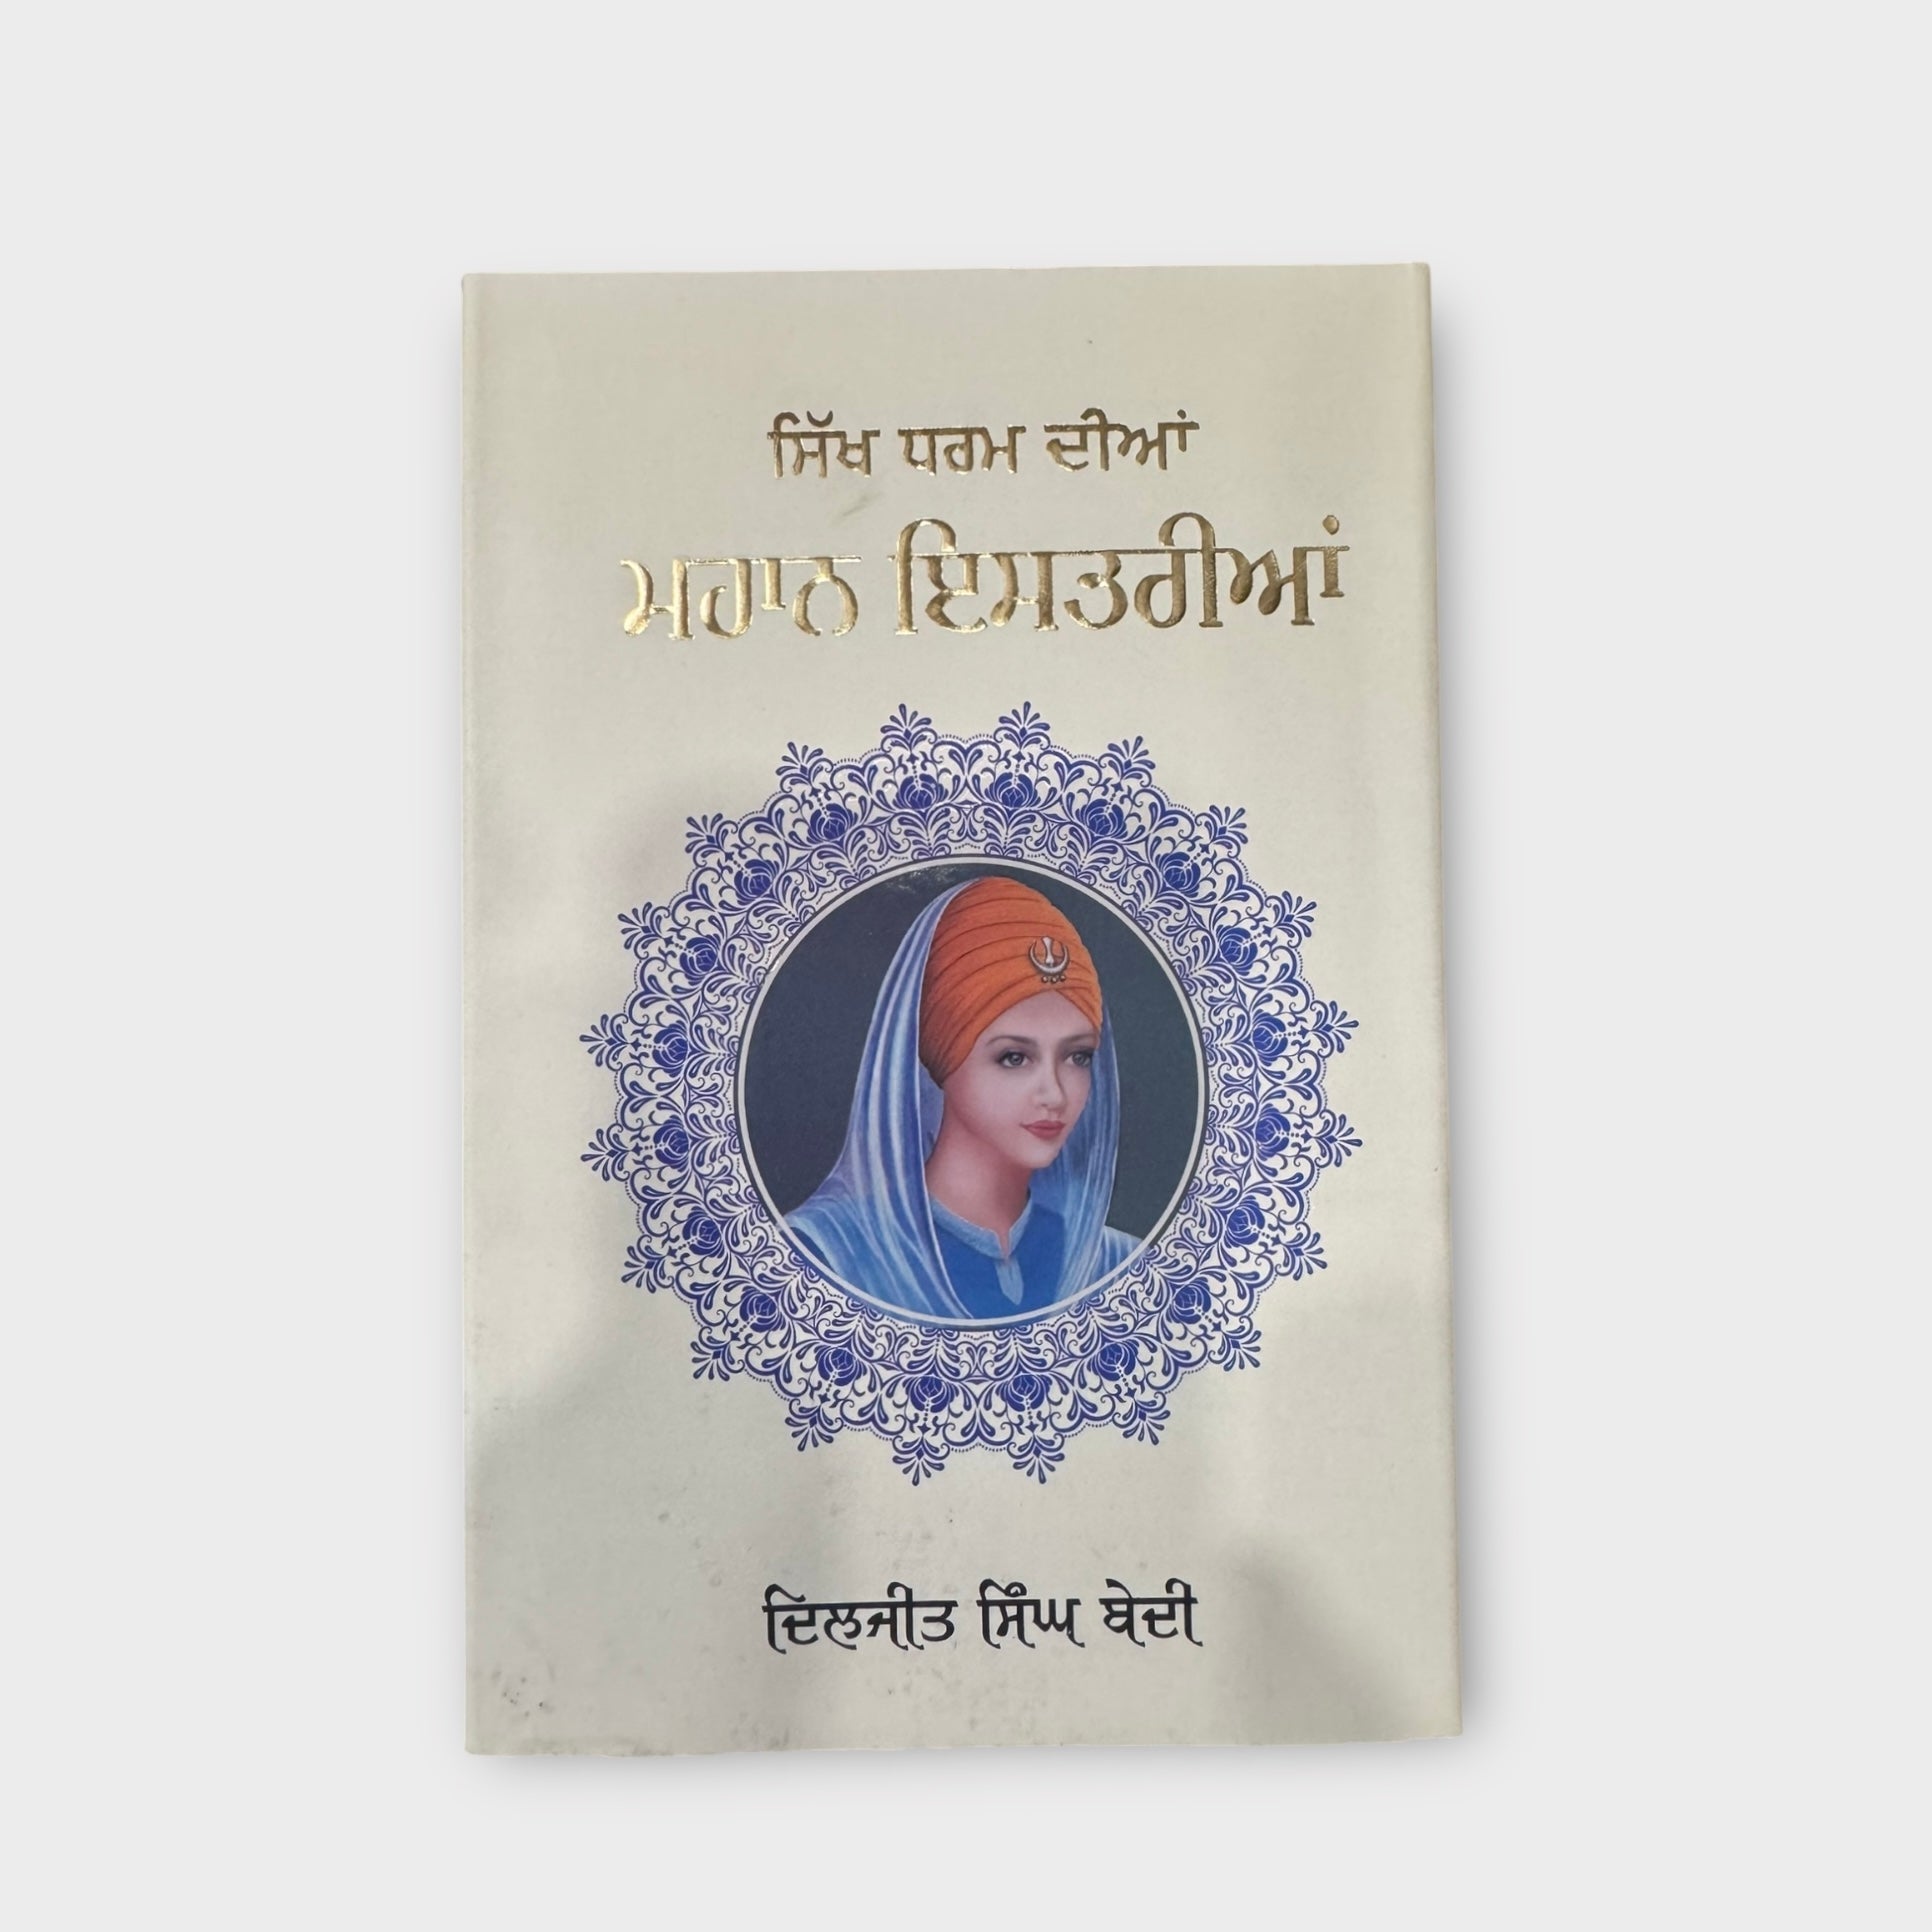 ਸਿੱਖ ਧਰਮ ਦੀਆਂ
ਮਹਾਨ ਇਸਤਰੀਆਂ
ਦਿਲਜੀਤ ਸਿੰਘ ਬੇਦੀ